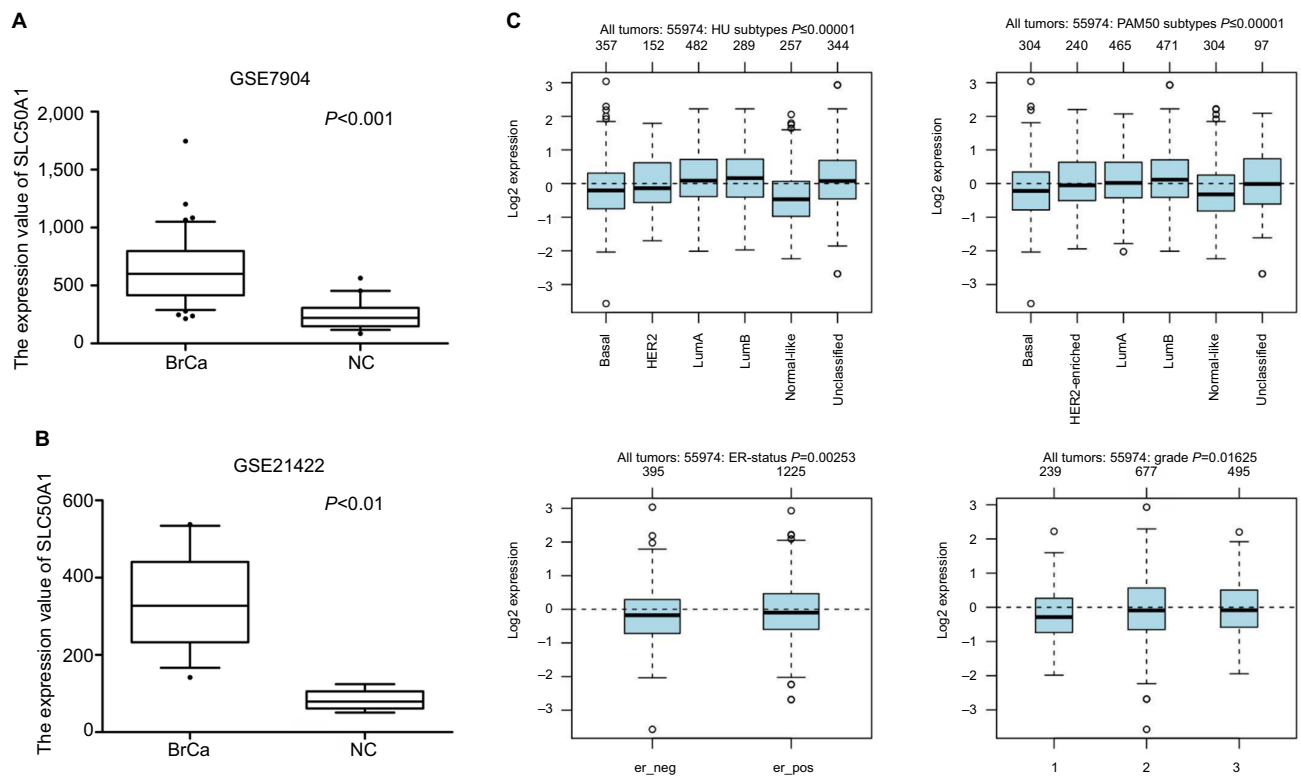 A
GSE7904
P<0.001
The expression value of SLC50A1
2,000
1,500
1,000
500
0
BrCa
NC
B
GSE21422
P<0.01
The expression value of SLC50A1
600
400
200
0
BrCa
NC
C
All tumors: 55974: HU subtypes P≤0.00001
357 152 482 289 257 344
Log2 expression
3
2
1
0
−1
−2
−3
Basal
HER2
LumA
LumB
Normal-like
Unclassified
All tumors: 55974: PAM50 subtypes P≤0.00001
304 240 465 471 304 97
Log2 expression
3
2
1
0
−1
−2
−3
Basal
HER2-enriched
LumA
LumB
Normal-like
Unclassified
All tumors: 55974: ER-status P=0.00253
395 1225
Log2 expression
3
2
1
0
−1
−2
−3
er_neg
er_pos
All tumors: 55974: grade P=0.01625
239 677 495
Log2 expression
3
2
1
0
−1
−2
−3
1
2
3